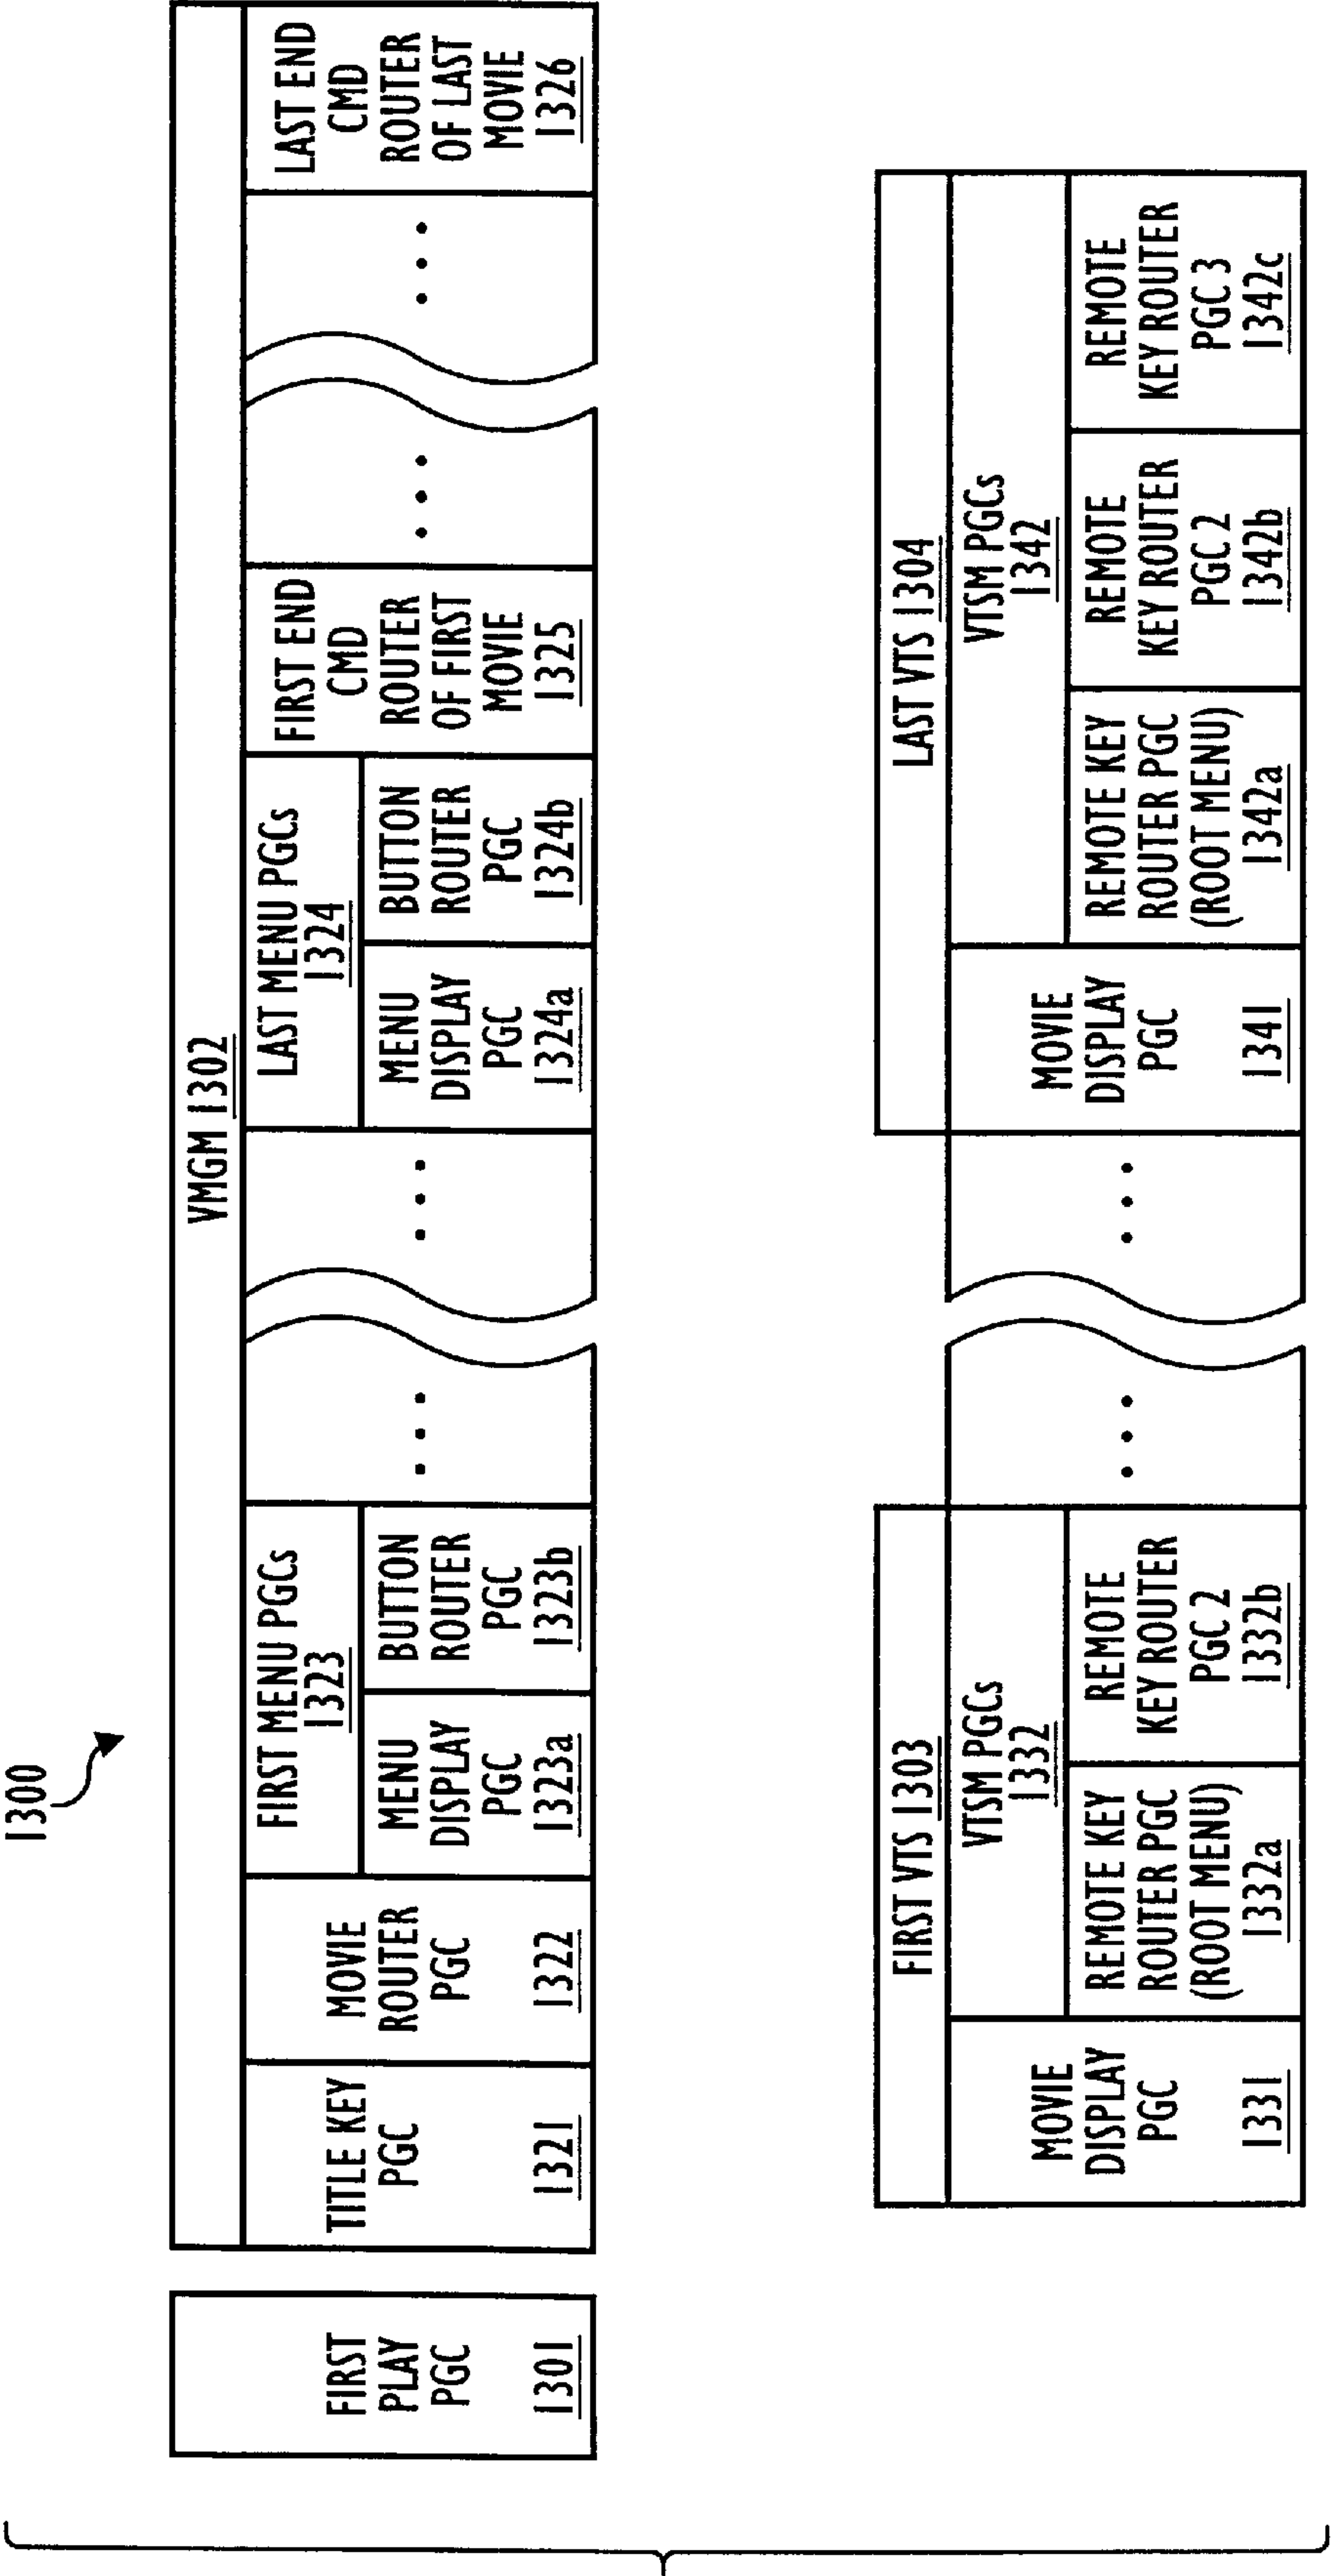 1300
FIRST
PLAY
PGC
1301
VMGM 1302
TITLE KEY
PGC
1321
MOVIE
ROUTER
PGC
1322
FIRST MENU PGCs
1323
MENU
DISPLAY
PGC
1323a
BUTTON
ROUTER
PGC
1323b
LAST MENU PGCs
1324
MENU
DISPLAY
PGC
1324a
BUTTON
ROUTER
PGC
1324b
FIRST END
CMD
ROUTER
OF FIRST
MOVIE
1325
LAST END
CMD
ROUTER
OF LAST
MOVIE
1326
FIRST VTS 1303
MOVIE
DISPLAY
PGC
1331
VTSM PGCs
1332
REMOTE KEY
ROUTER PGC
(ROOT MENU)
1332a
REMOTE
KEY ROUTER
PGC 2
1332b
LAST VTS 1304
MOVIE
DISPLAY
PGC
1341
VTSM PGCs
1342
REMOTE KEY
ROUTER PGC
(ROOT MENU)
1342a
REMOTE
KEY ROUTER
PGC 2
1342b
REMOTE
KEY ROUTER
PGC 3
1342c